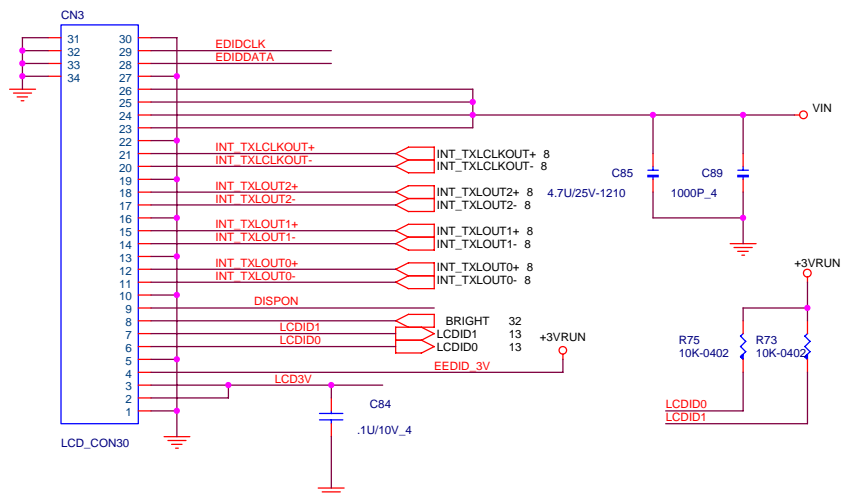 CN3
31 30
32 29 EDIDCLK
33 28 EDIDDATA
34 27
26
25
24 VIN
23
22
21 INT_TXLCLKOUT+ INT_TXLCLKOUT+ 8
20 INT_TXLCLKOUT- INT_TXLCLKOUT- 8
19
18 INT_TXLOUT2+ INT_TXLOUT2+ 8
17 INT_TXLOUT2- INT_TXLOUT2- 8
16
15 INT_TXLOUT1+ INT_TXLOUT1+ 8
14 INT_TXLOUT1- INT_TXLOUT1- 8
13
12 INT_TXLOUT0+ INT_TXLOUT0+ 8
11 INT_TXLOUT0- INT_TXLOUT0- 8
10
9 DISPON
8 BRIGHT 32
7 LCDID1 LCDID1 13
6 LCDID0 LCDID0 13
5
4 EEDID_3V +3VRUN
3 LCD3V
2
1
LCD_CON30
C84
.1U/10V_4
C85
4.7U/25V-1210
C89
1000P_4
+3VRUN
R75
10K-0402
R73
10K-0402
LCDID0
LCDID1